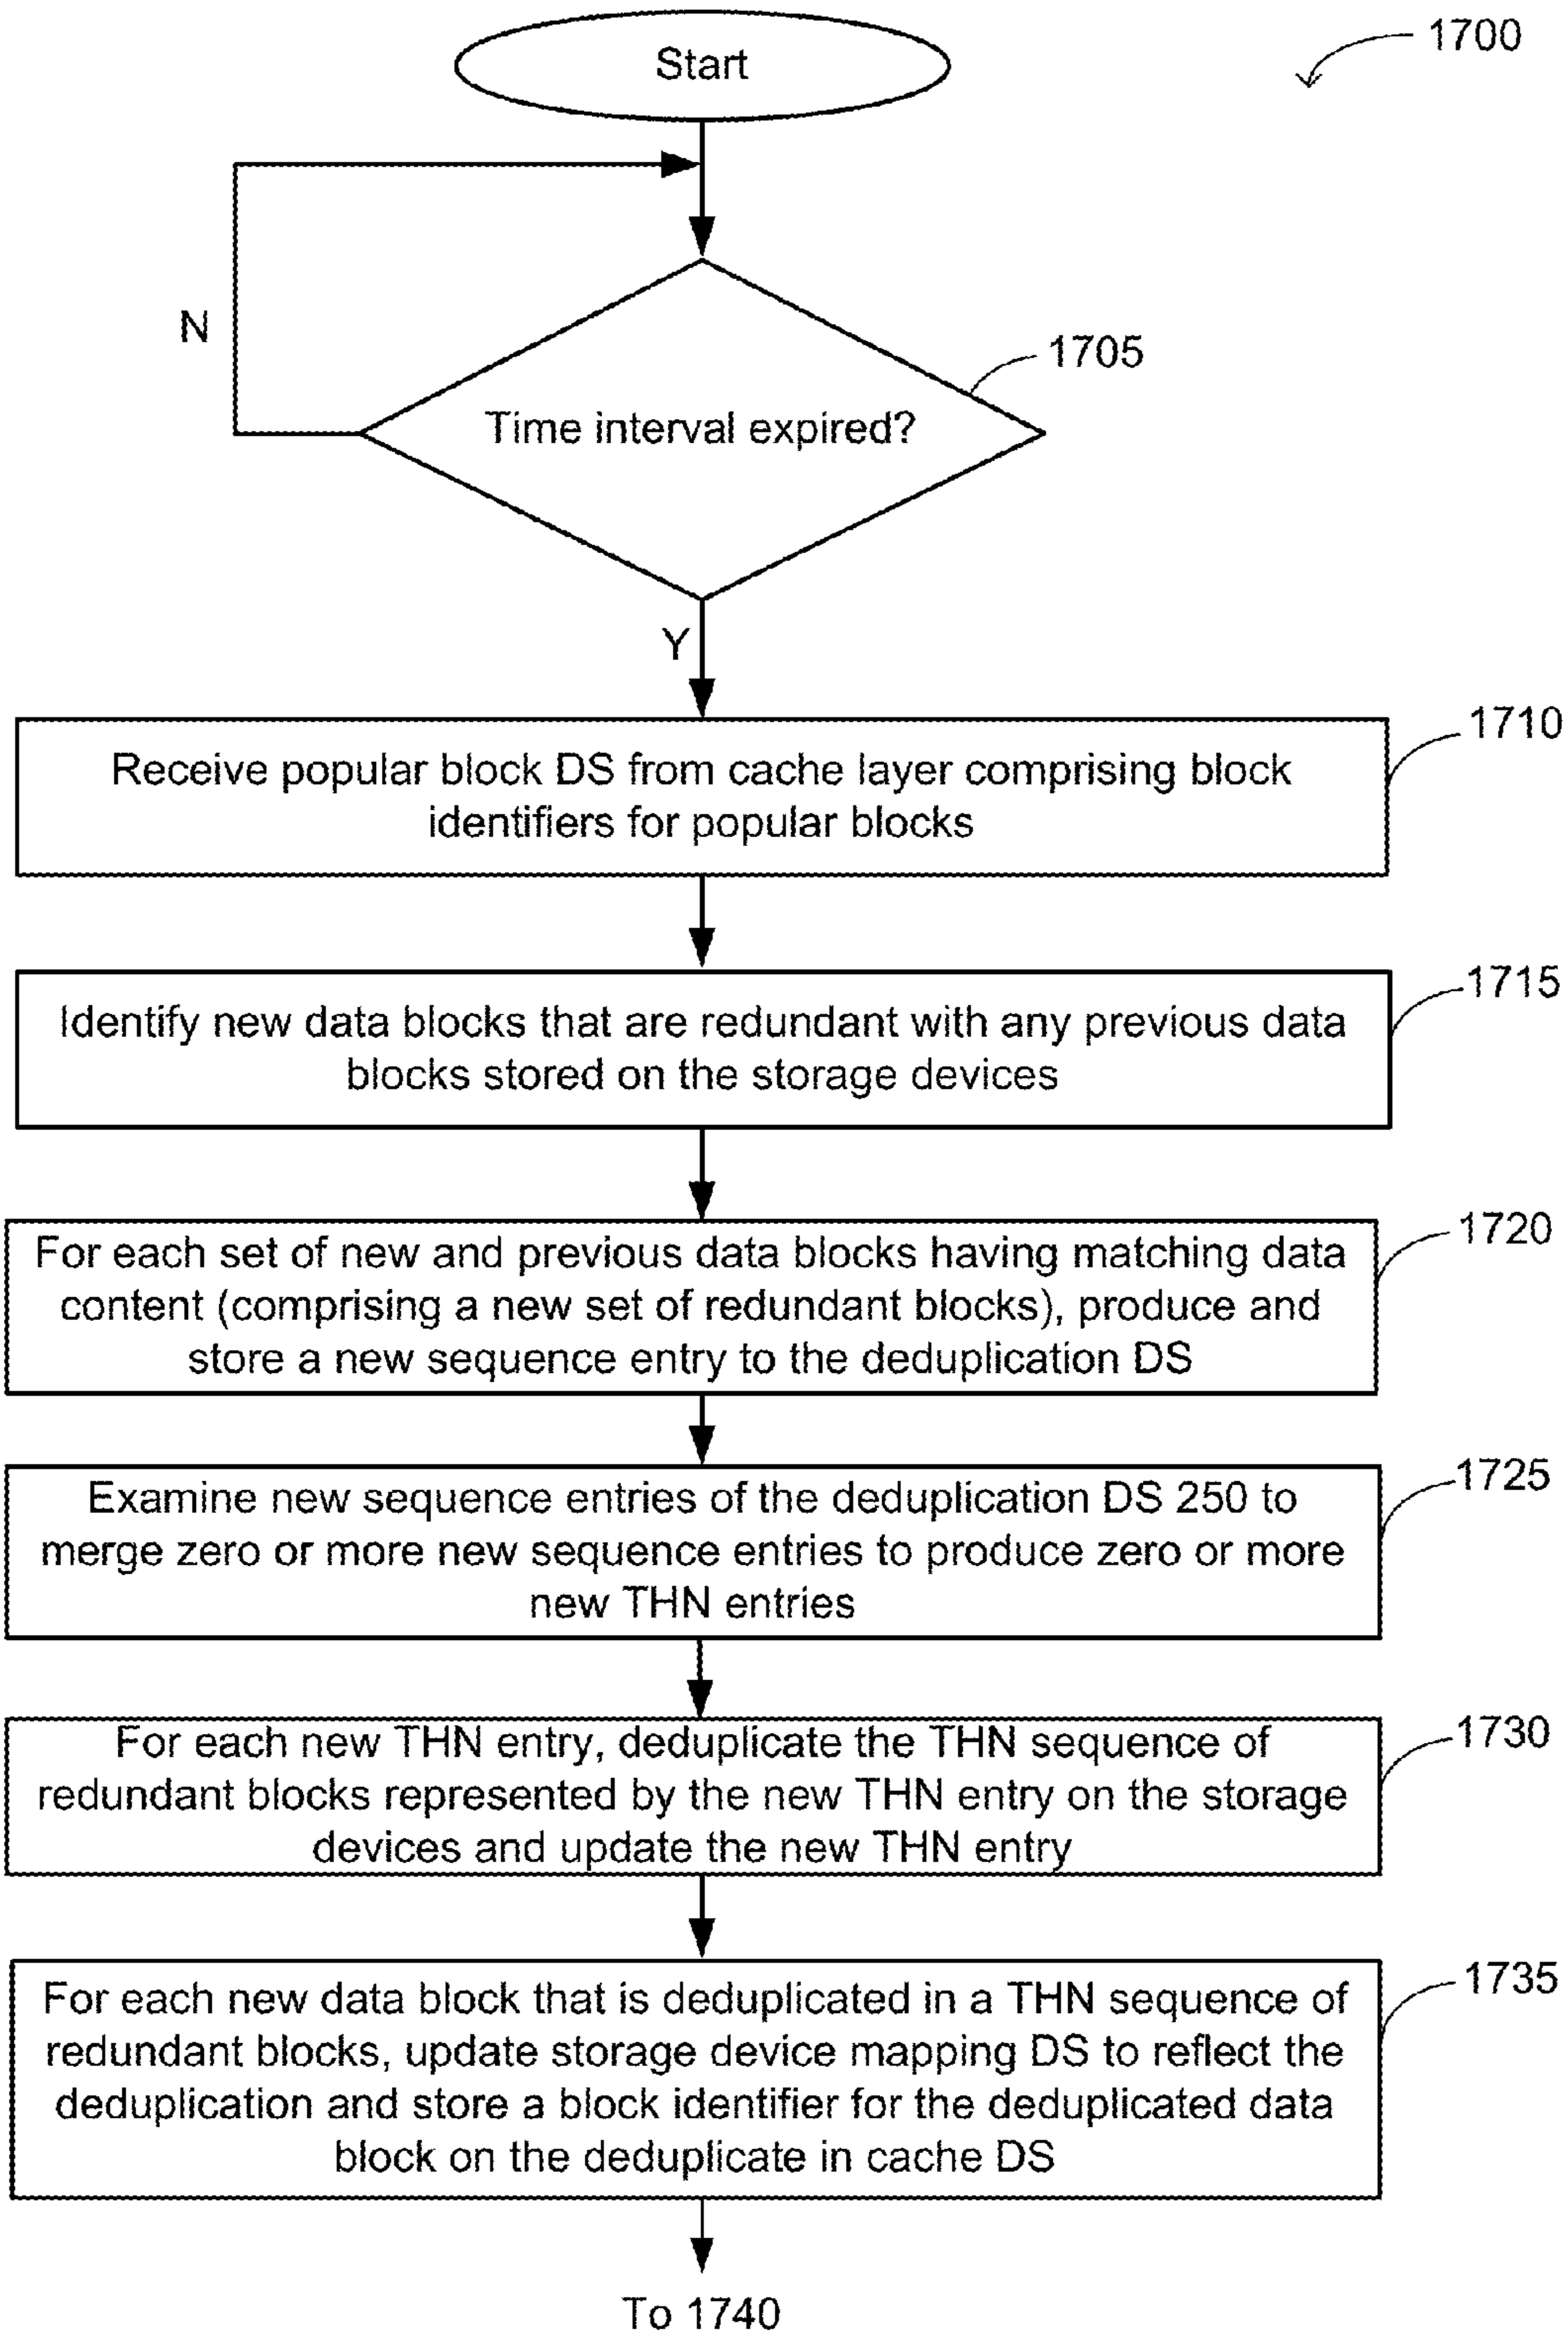 Start
1700
N
1705
Time interval expired?
Y
1710
Receive popular block DS from cache layer comprising block
identifiers for popular blocks
1715
Identify new data blocks that are redundant with any previous data
blocks stored on the storage devices
1720
For each set of new and previous data blocks having matching data
content (comprising a new set of redundant blocks), produce and
store a new sequence entry to the deduplication DS
1725
Examine new sequence entries of the deduplication DS 250 to
merge zero or more new sequence entries to produce zero or more
new THN entries
1730
For each new THN entry, deduplicate the THN sequence of
redundant blocks represented by the new THN entry on the storage
devices and update the new THN entry
1735
For each new data block that is deduplicated in a THN sequence of
redundant blocks, update storage device mapping DS to reflect the
deduplication and store a block identifier for the deduplicated data
block on the deduplicate in cache DS
To 1740